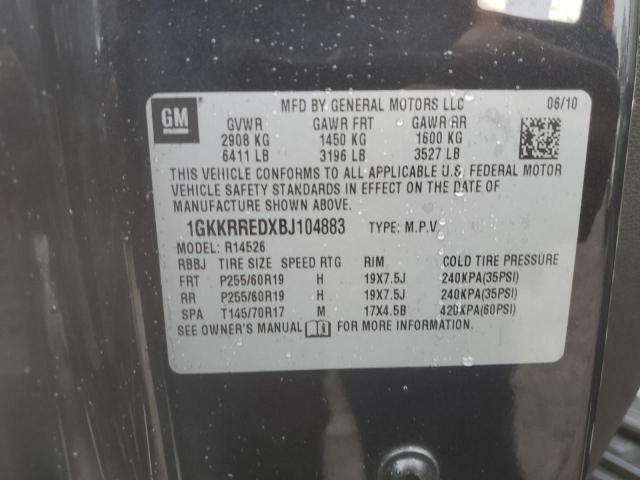 GM
MFD BY GENERAL MOTORS LLC 06/10
GVWR GAWR FRT GAWR RR
2908 KG 1450 KG 1600 KG
6411 LB 3196 LB 3527 LB
THIS VEHICLE CONFORMS TO ALL APPLICABLE U.S. FEDERAL MOTOR
VEHICLE SAFETY STANDARDS IN EFFECT ON THE DATE OF
MANUFACTURE SHOWN ABOVE.
1GKKRREDXBJ104883 TYPE: M.P.V.
MODEL: R14526
RBBJ TIRE SIZE SPEED RTG RIM COLD TIRE PRESSURE
FRT P255/60R19 H 19X7.5J 240KPA(35PSI)
RR P255/60R19 H 19X7.5J 240KPA(35PSI)
SPA T145/70R17 M 17X4.5B 420KPA(60PSI)
SEE OWNER'S MANUAL FOR MORE INFORMATION.